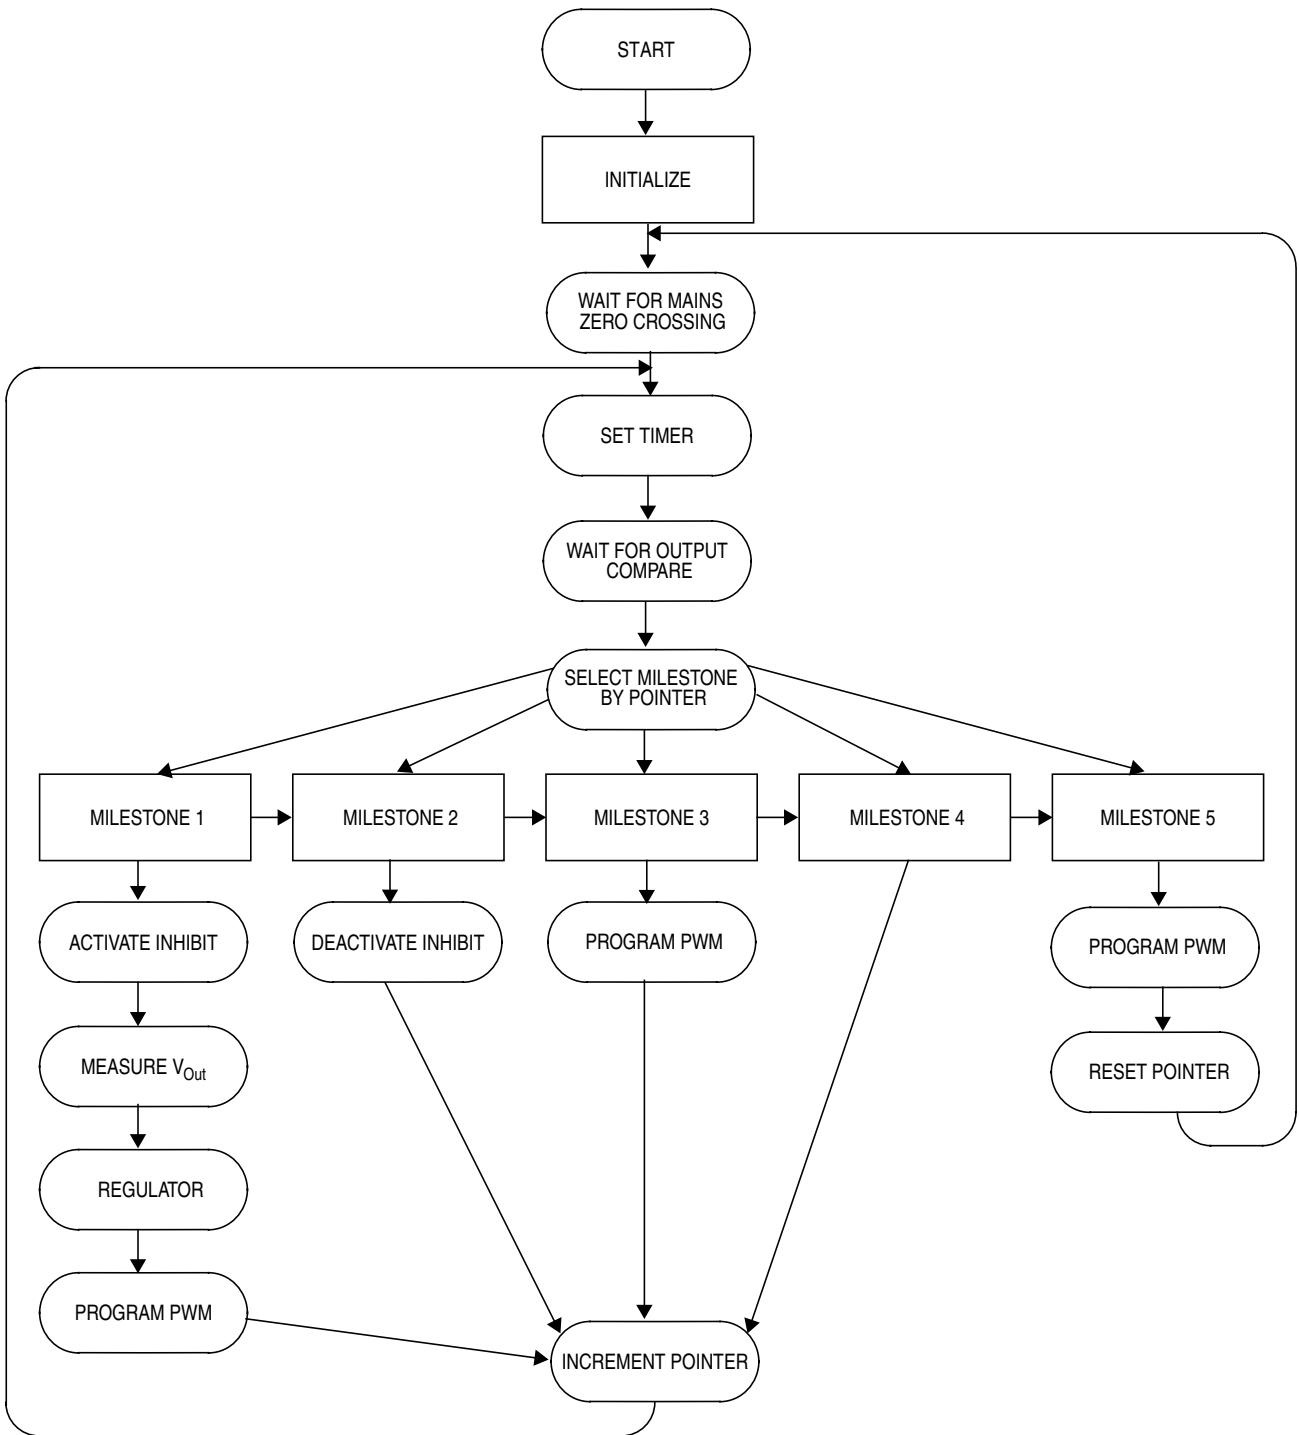 START
INITIALIZE
WAIT FOR MAINS
ZERO CROSSING
SET TIMER
WAIT FOR OUTPUT
COMPARE
SELECT MILESTONE
BY POINTER
MILESTONE 1
MILESTONE 2
MILESTONE 3
MILESTONE 4
MILESTONE 5
ACTIVATE INHIBIT
DEACTIVATE INHIBIT
PROGRAM PWM
PROGRAM PWM
MEASURE VOut
RESET POINTER
REGULATOR
PROGRAM PWM
INCREMENT POINTER